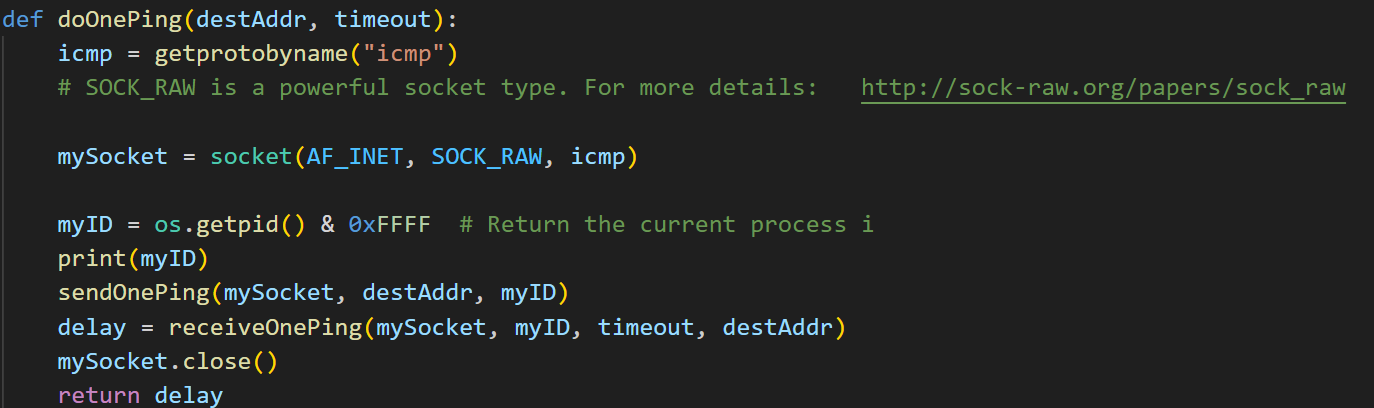 def doOnePing(destAddr, timeout):
    icmp = getprotobyname("icmp")
    # SOCK_RAW is a powerful socket type. For more details:   http://sock-raw.org/papers/sock_raw
    mySocket = socket(AF_INET, SOCK_RAW, icmp)
    myID = os.getpid() & 0xFFFF  # Return the current process i
    print(myID)
    sendOnePing(mySocket, destAddr, myID)
    delay = receiveOnePing(mySocket, myID, timeout, destAddr)
    mySocket.close()
    return delay